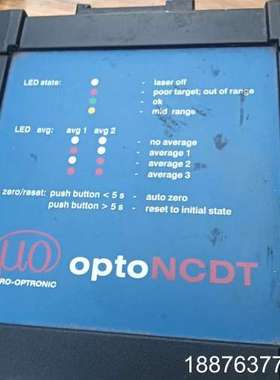 LED state:
- laser off
- poor target; out of range
- ok
- mid range
LED avg: avg 1 avg 2
- no average
- average 1
- average 2
- average 3
zero/reset: push button < 5 s - auto zero
push button > 5 s - reset to initial state
µο optoNCDT
RO-OPTRONIC
18876377